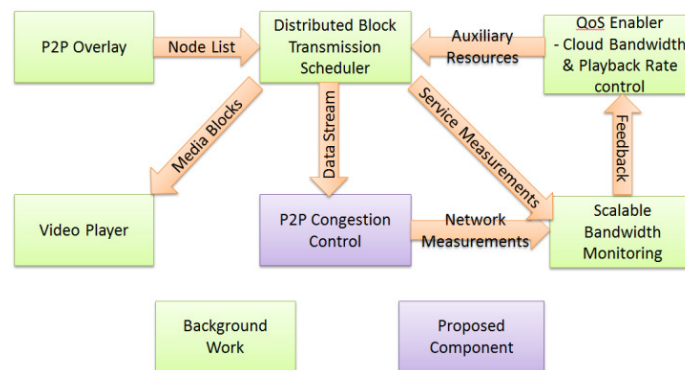 P2P Overlay
Node List
Distributed Block
Transmission
Scheduler
Auxiliary
Resources
QoS Enabler
- Cloud Bandwidth
& Playback Rate
control
Media Blocks
Data Stream
Service Measurements
Feedback
Video Player
P2P Congestion
Control
Network
Measurements
Scalable
Bandwidth
Monitoring
Background
Work
Proposed
Component